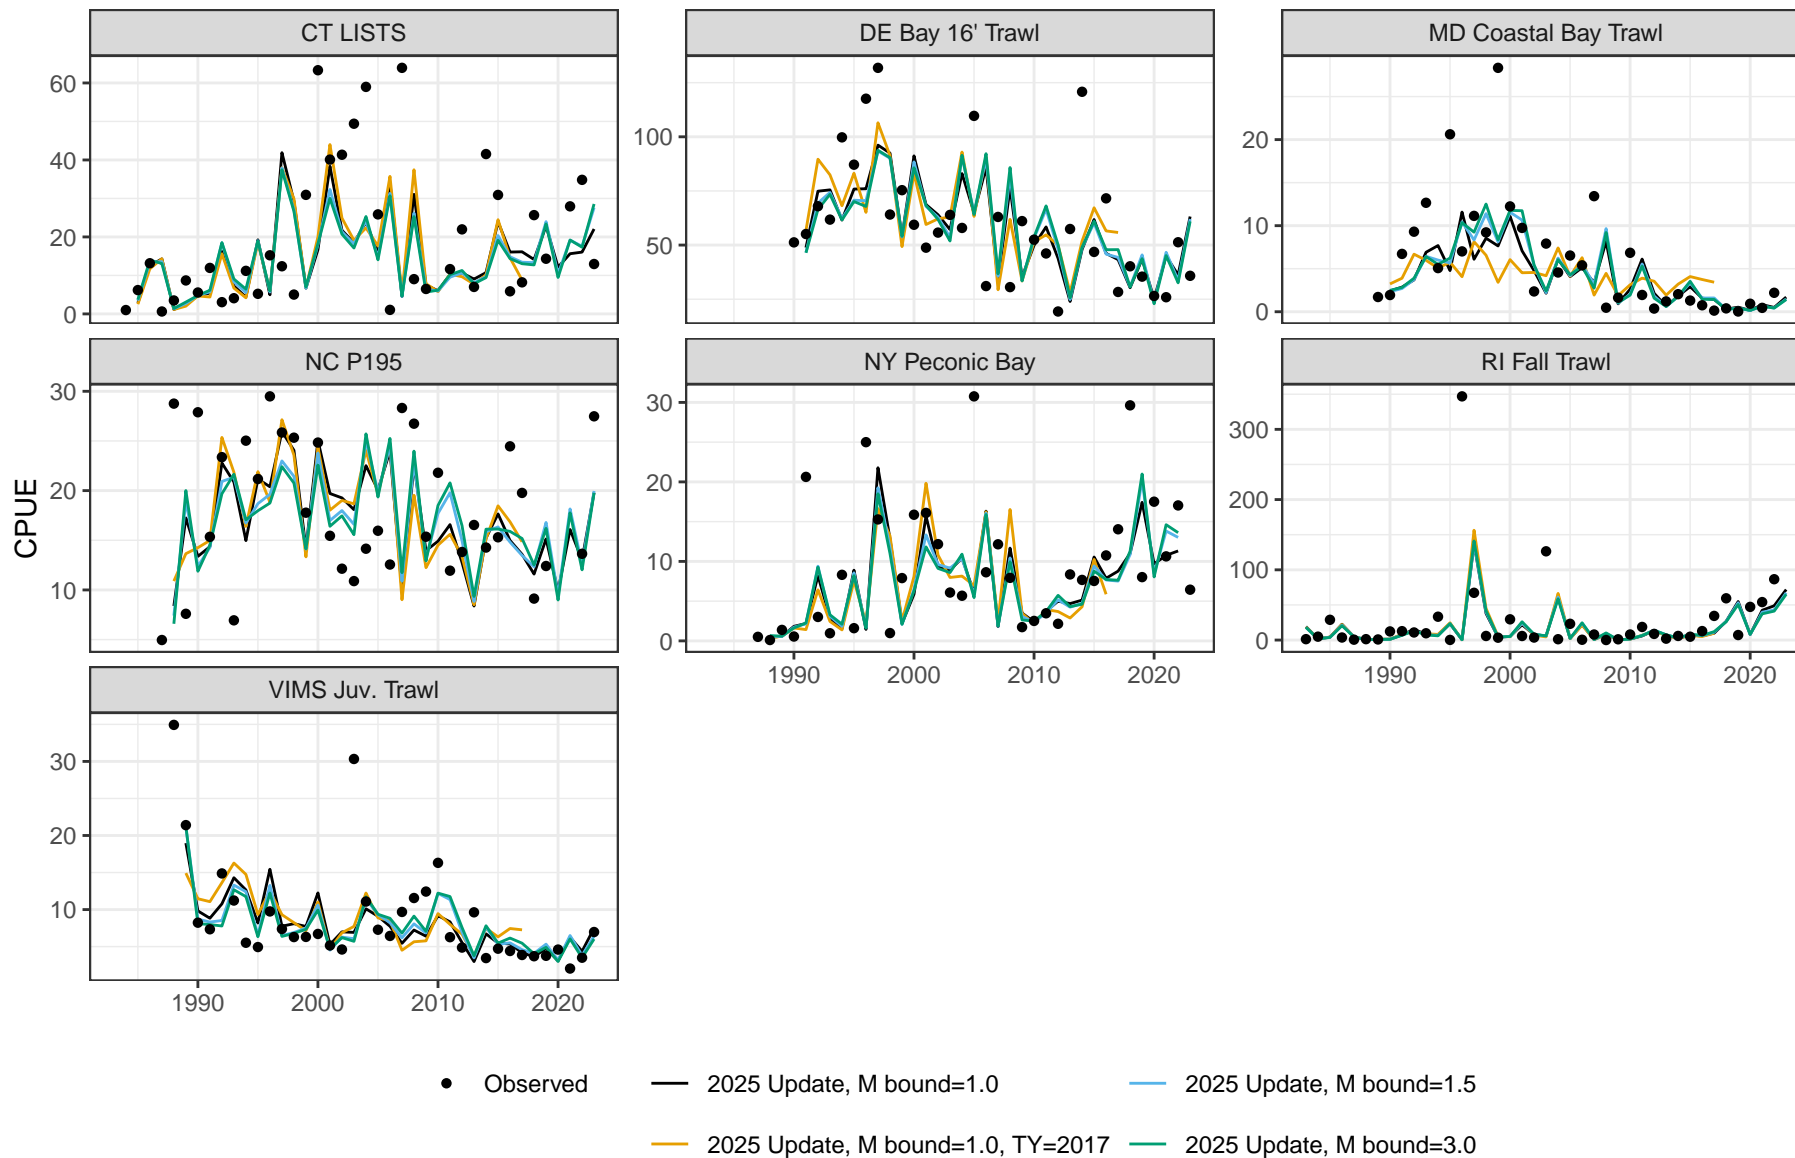 CT LISTS
DE Bay 16' Trawl
MD Coastal Bay Trawl
60
40
20
0
100
50
20
10
0
NC P195
NY Peconic Bay
RI Fall Trawl
30
20
10
30
20
10
0
300
200
100
0
CPUE
1990 2000 2010 2020
1990 2000 2010 2020
VIMS Juv. Trawl
30
20
10
1990 2000 2010 2020
Observed
2025 Update, M bound=1.0
2025 Update, M bound=1.5
2025 Update, M bound=1.0, TY=2017
2025 Update, M bound=3.0